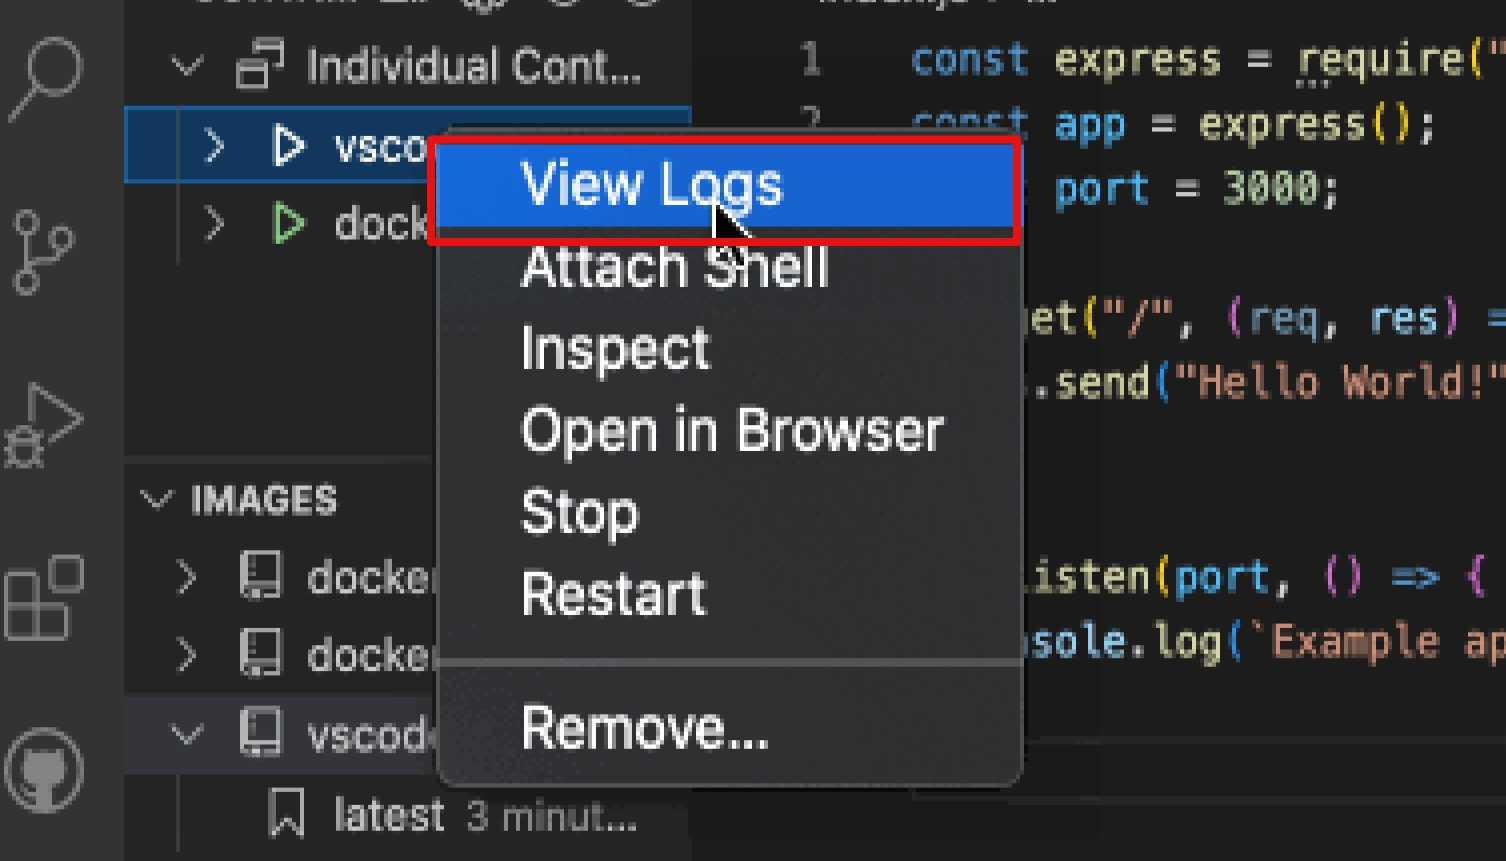 Individual Cont...
vsco
dock
View Logs
Attach Shell
Inspect
Open in Browser
Stop
Restart
Remove...
IMAGES
docke
docke
vscod
latest 3 minut...
1 const express = require("
2 const app = express();
port = 3000;
et("/", (req, res) =
.send("Hello World!"
isten(port, () => {
sole.log(`Example ap